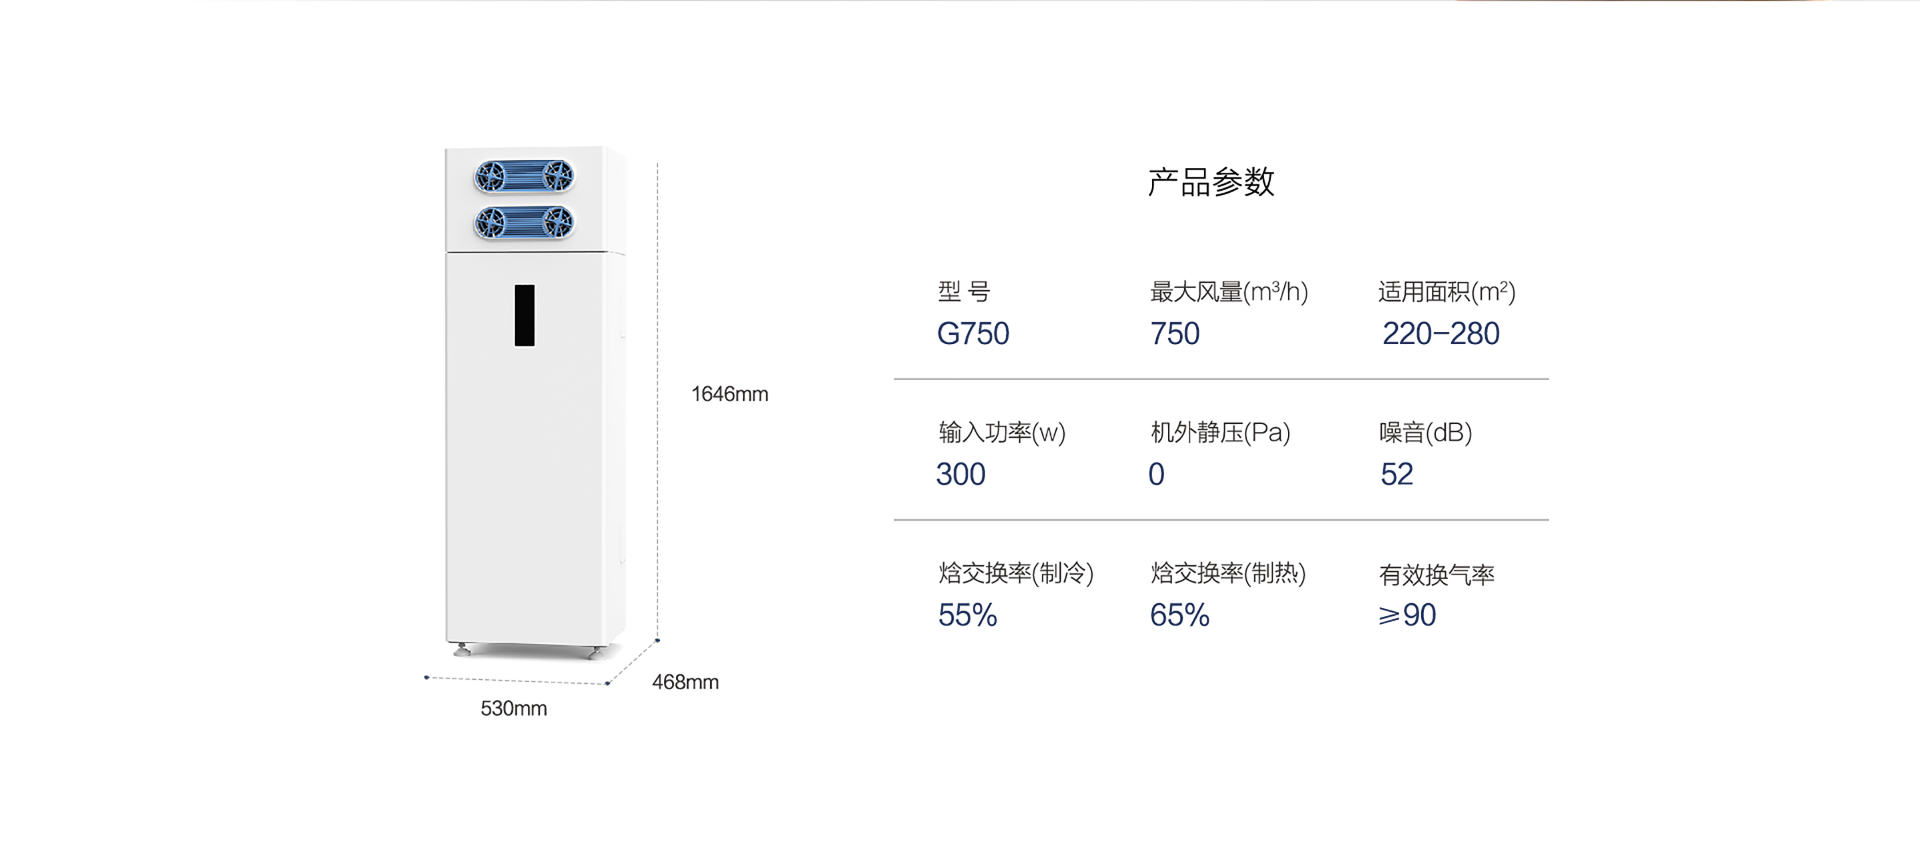 产品参数
型 号 最大风量(m³/h) 适用面积(m²)
G750 750 220-280
1646mm
输入功率(w) 机外静压(Pa) 噪音(dB)
300 0 52
焓交换率(制冷) 焓交换率(制热) 有效换气率
55% 65% ≥90
468mm
530mm